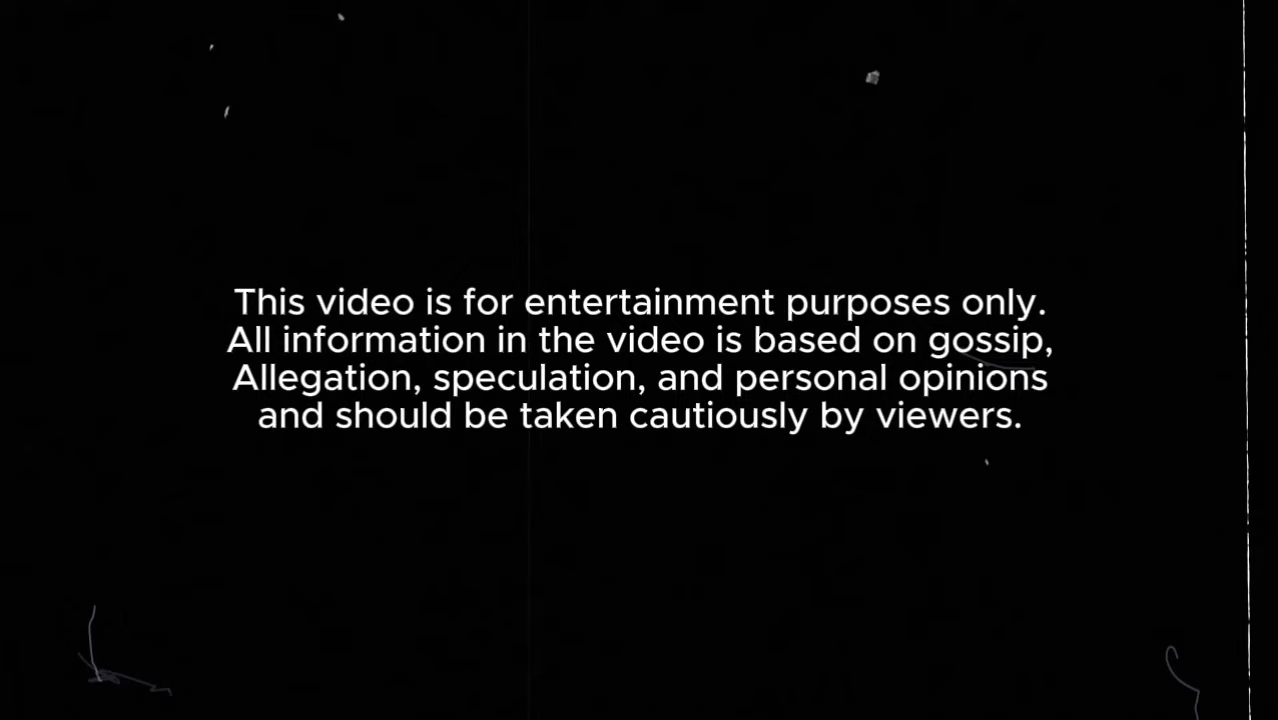 This video is for entertainment purposes only.
All information in the video is based on gossip,
Allegation, speculation, and personal opinions
and should be taken cautiously by viewers.